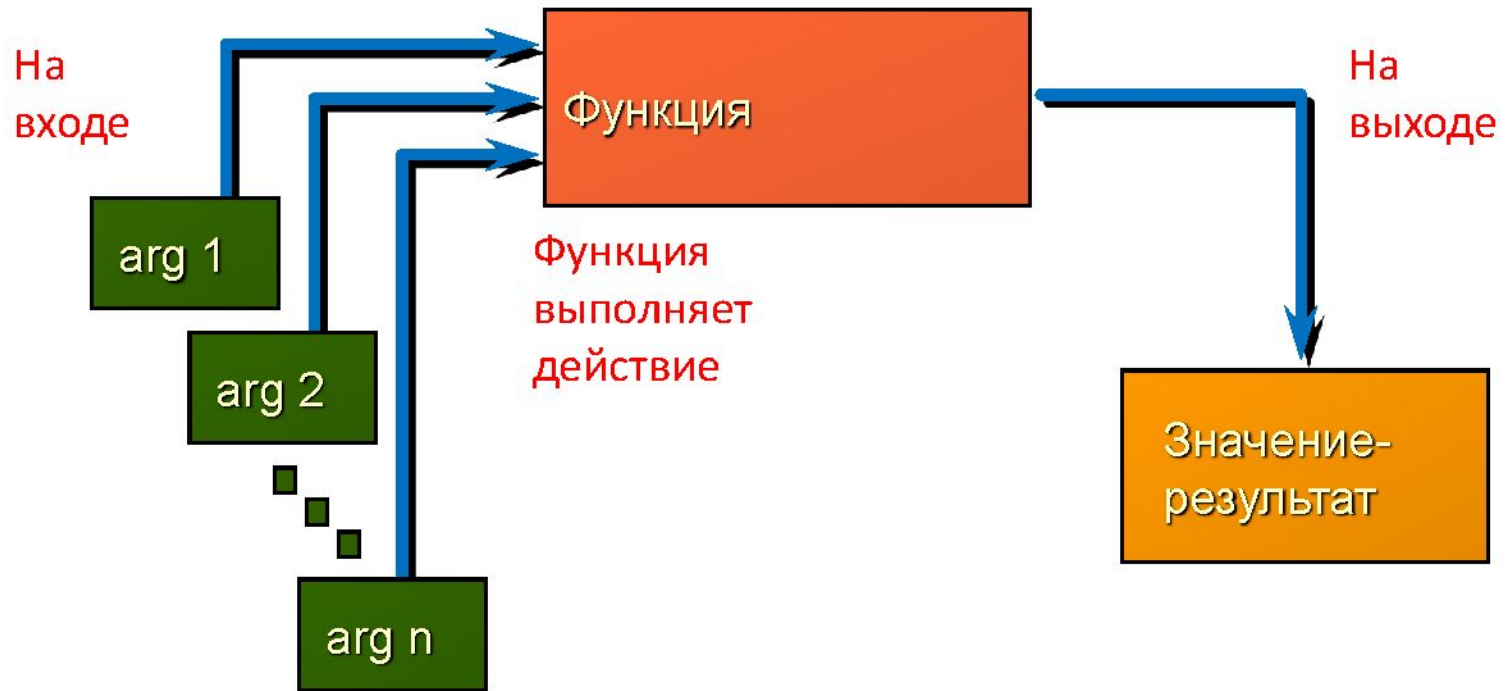 На
входе
arg 1
arg 2
arg n
Функция
Функция
выполняет
действие
На
выходе
Значение-
результат